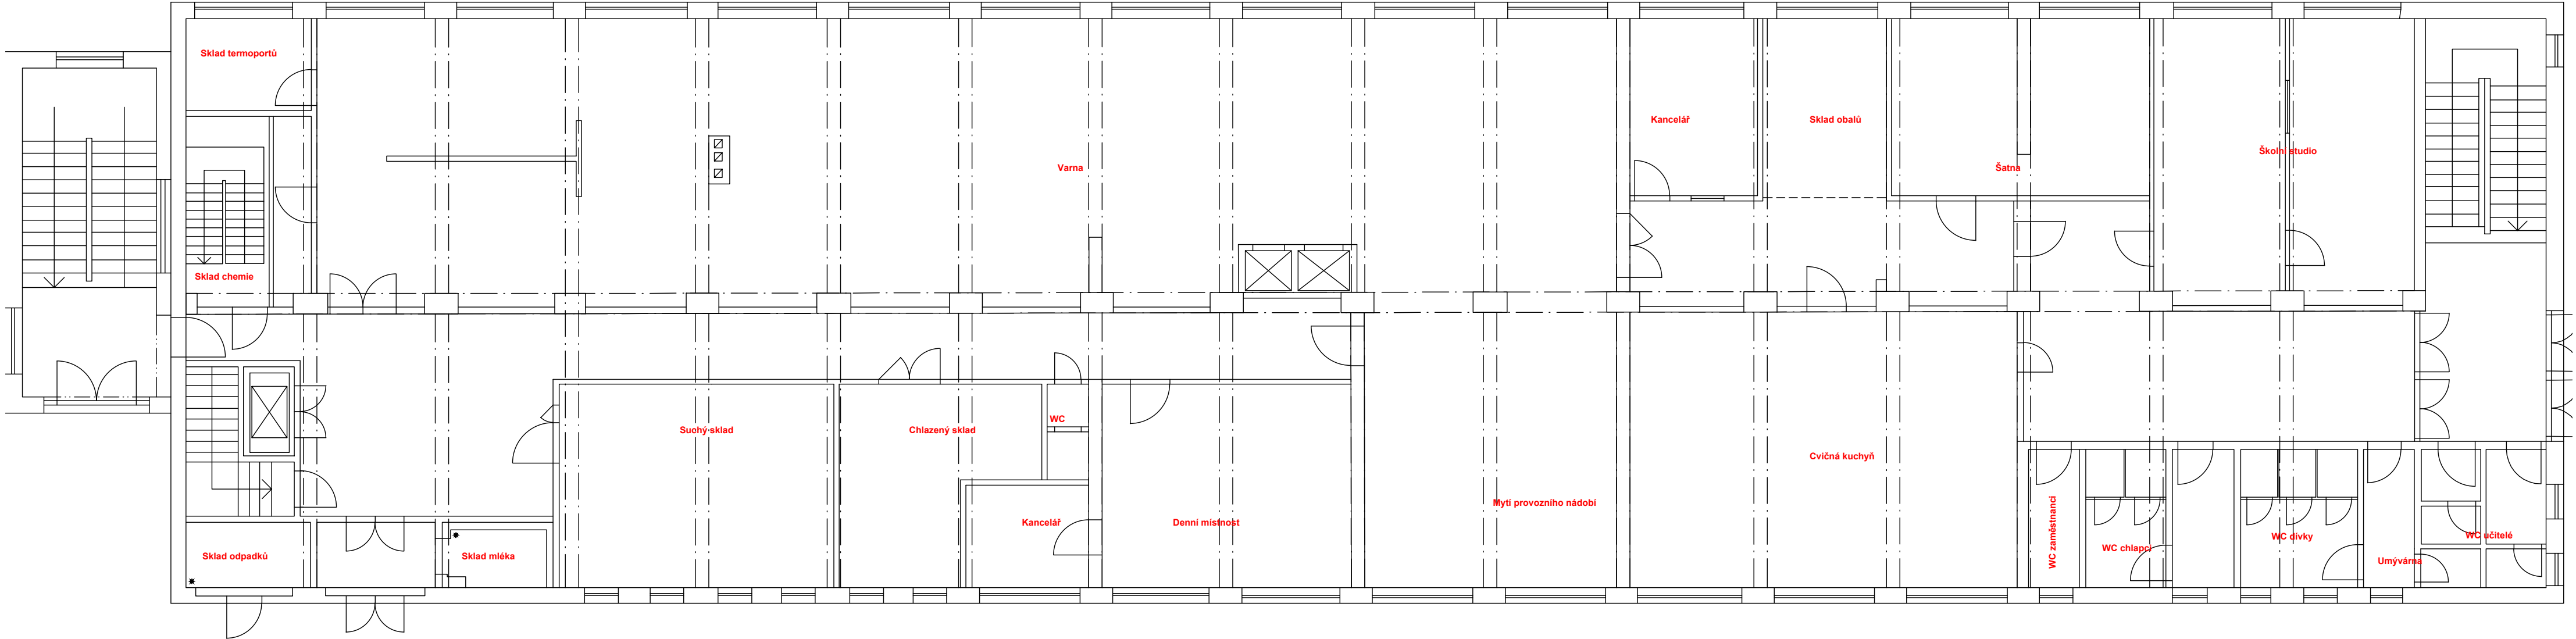 Sklad termoportů
Kancelář
Sklad obalů
Školní studio
Varna
Šatna
Sklad chemie
WC
Suchý sklad
Chlazený sklad
Cvičná kuchyň
Mytí provozního nádobí
Kancelář
Denní místnost
WC zaměstnanci
WC chlapci
WC dívky
WC učitelé
Sklad odpadků
Sklad mléka
Umývárna